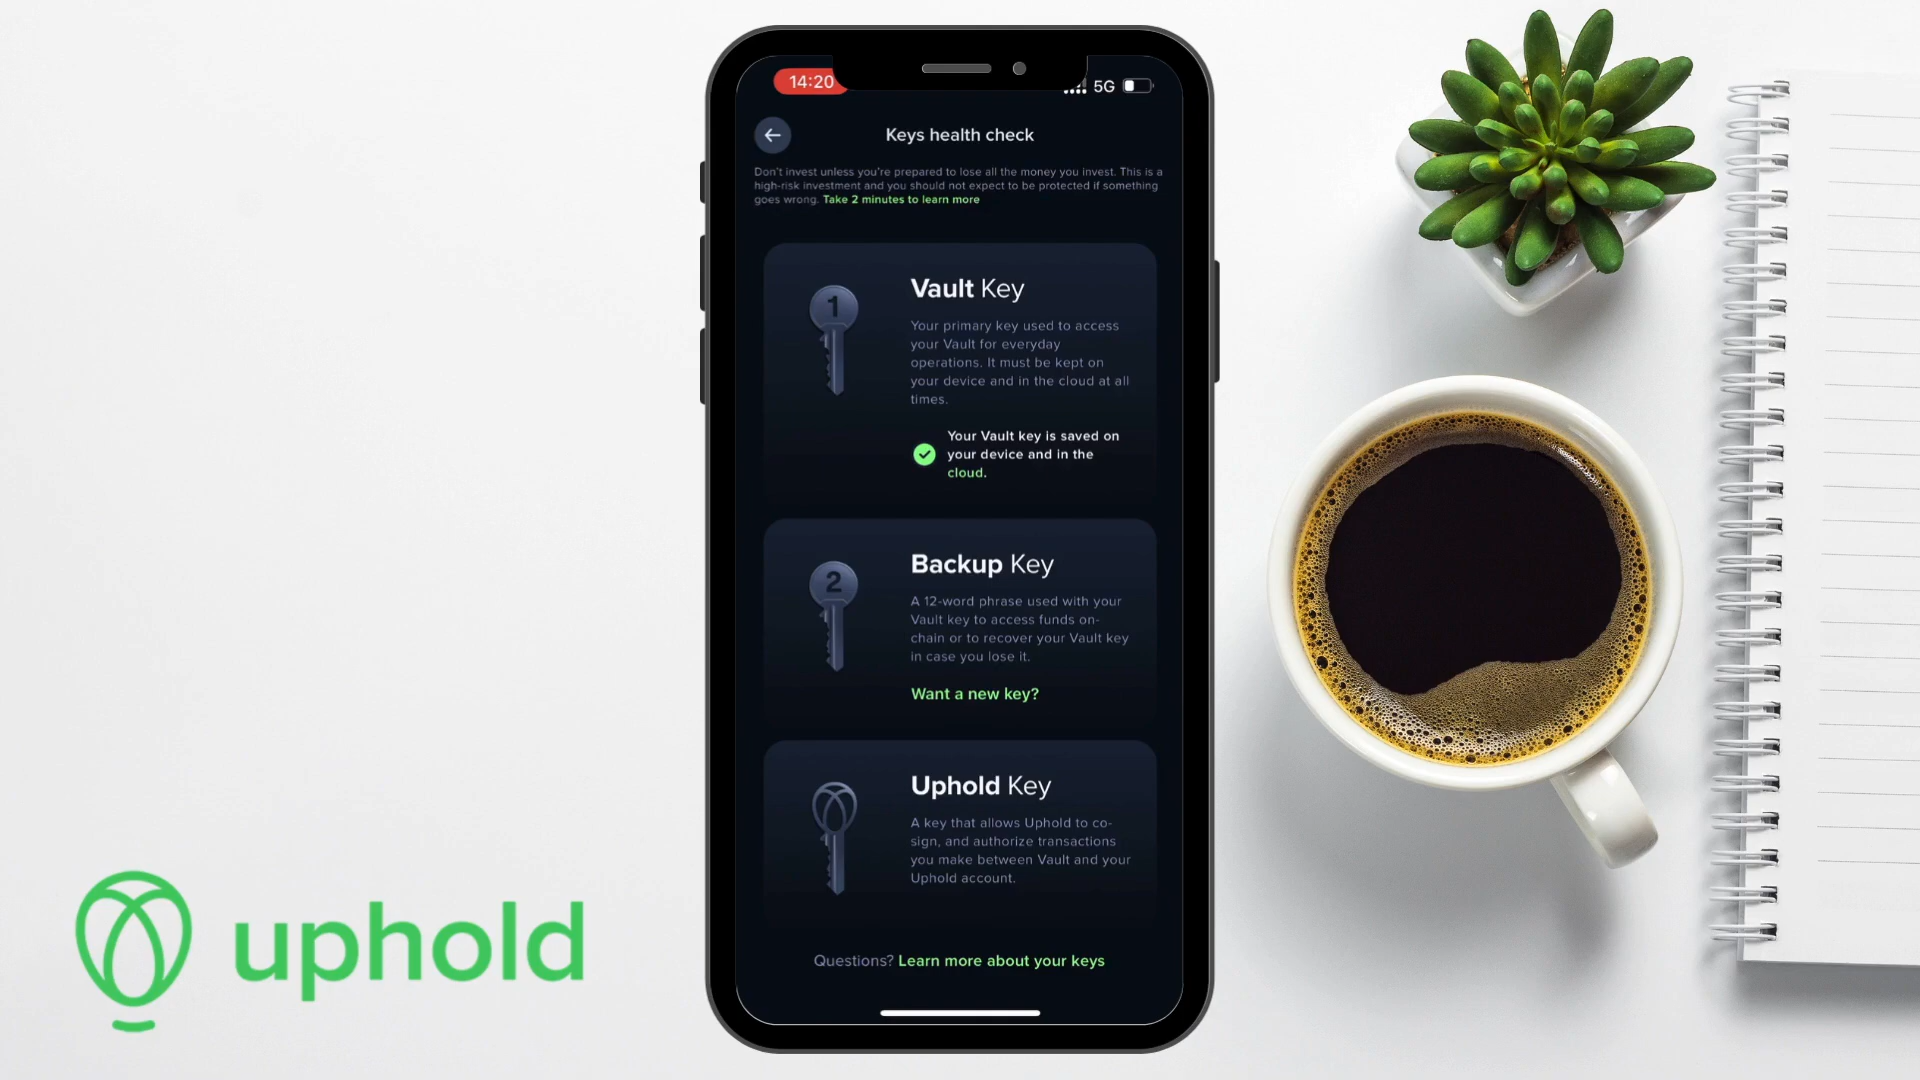 14:20
5G
Keys health check
Don't invest unless you're prepared to lose all the money you invest. This is a
high-risk investment and you should not expect to be protected if something
goes wrong. Take 2 minutes to learn more
1
Vault Key
Your primary key used to access
your Vault for everyday
operations. It must be kept on
your device and in the cloud at all
times.
Your Vault key is saved on
your device and in the
cloud.
2
Backup Key
A 12-word phrase used with your
Vault key to access funds on-
chain or to recover your Vault key
in case you lose it.
Want a new key?
Uphold Key
A key that allows Uphold to co-
sign, and authorize transactions
you make between Vault and your
Uphold account.
Questions? Learn more about your keys
uphold